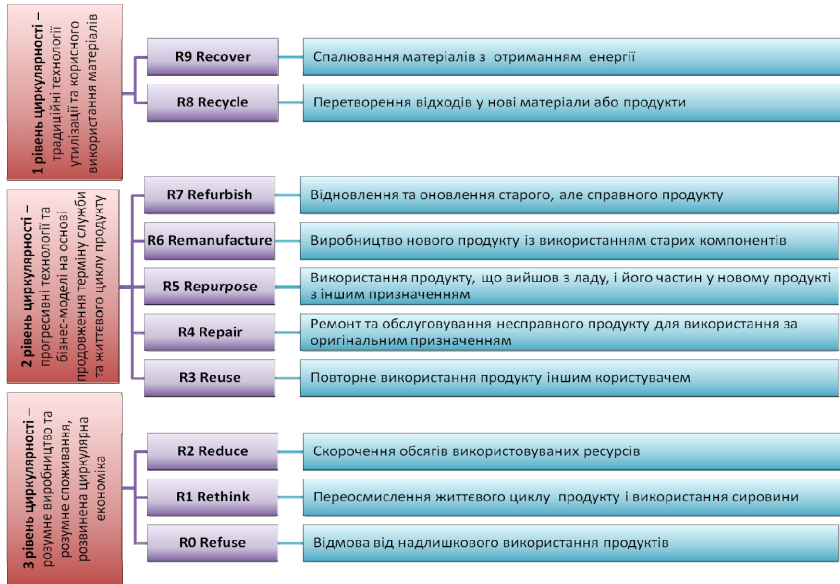 1 рівень циркулярності –
традиційні технології
утилізації та корисного
використання матеріалів
R9 Recover
Спалювання матеріалів з отриманням енергії
R8 Recycle
Перетворення відходів у нові матеріали або продукти
2 рівень циркулярності –
прогресивні технології та
бізнес-моделі на основі
продовження терміну служби
та життєвого циклу продукту
R7 Refurbish
Відновлення та оновлення старого, але справного продукту
R6 Remanufacture
Виробництво нового продукту із використанням старих компонентів
R5 Repurpose
Використання продукту, що вийшов з ладу, і його частин у новому продукті
з іншим призначенням
R4 Repair
Ремонт та обслуговування несправного продукту для використання за
оригінальним призначенням
R3 Reuse
Повторне використання продукту іншим користувачем
3 рівень циркулярності –
розумне виробництво та
розумне споживання,
розвинена циркулярна
економіка
R2 Reduce
Скорочення обсягів використовуваних ресурсів
R1 Rethink
Переосмислення життєвого циклу продукту і використання сировини
R0 Refuse
Відмова від надлишкового використання продуктів